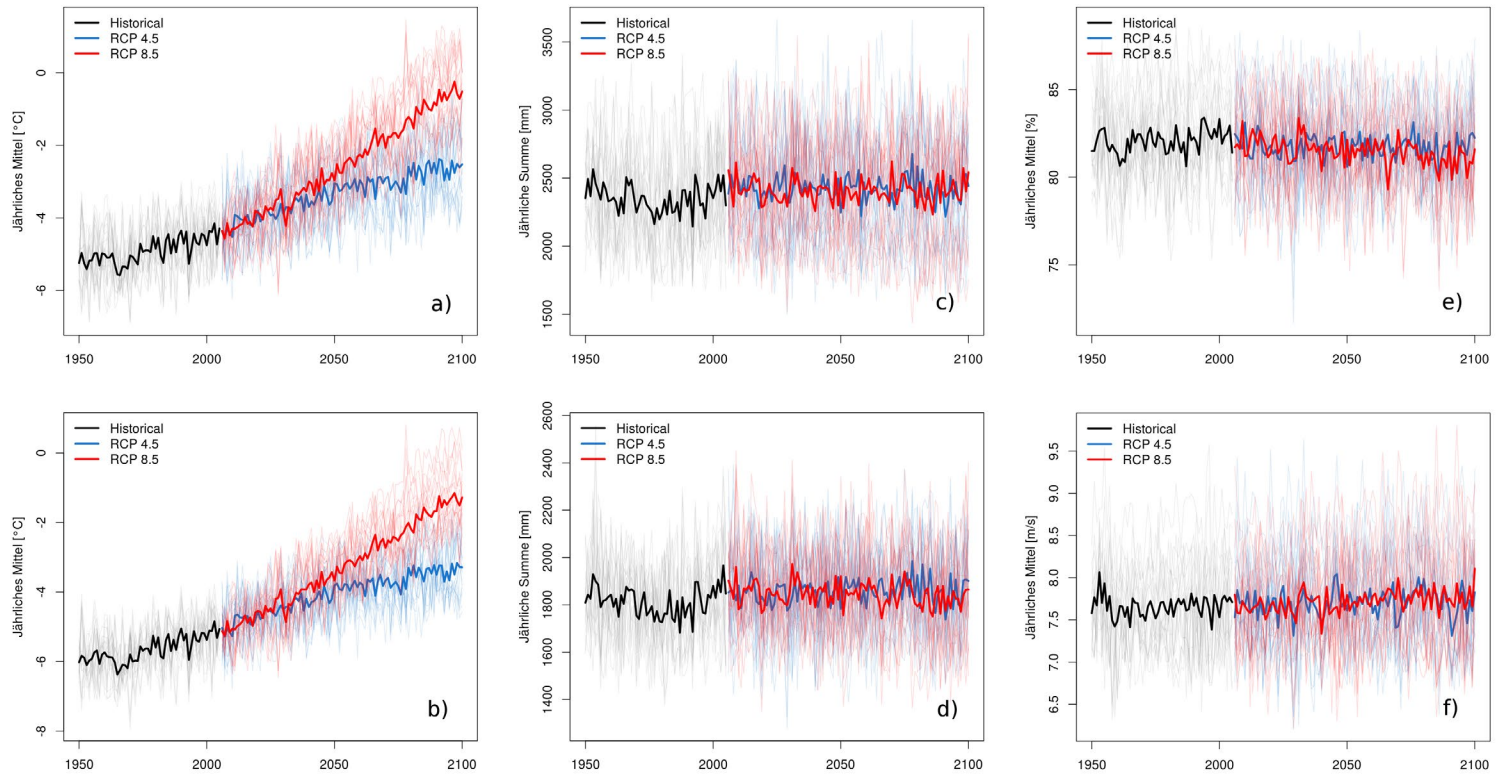 Historical
RCP 4.5
RCP 8.5
Jährliches Mittel [°C]
0
-2
-4
-6
a)
1950
2000
2050
2100
Historical
RCP 4.5
RCP 8.5
Jährliche Summe [mm]
3500
3000
2500
2000
1500
c)
1950
2000
2050
2100
Historical
RCP 4.5
RCP 8.5
Jährliches Mittel [%]
85
80
75
e)
1950
2000
2050
2100
Historical
RCP 4.5
RCP 8.5
Jährliches Mittel [°C]
0
-2
-4
-6
-8
b)
1950
2000
2050
2100
Historical
RCP 4.5
RCP 8.5
Jährliche Summe [mm]
2600
2400
2200
2000
1800
1600
1400
d)
1950
2000
2050
2100
Historical
RCP 4.5
RCP 8.5
Jährliches Mittel [m/s]
9.5
9.0
8.5
8.0
7.5
7.0
6.5
f)
1950
2000
2050
2100